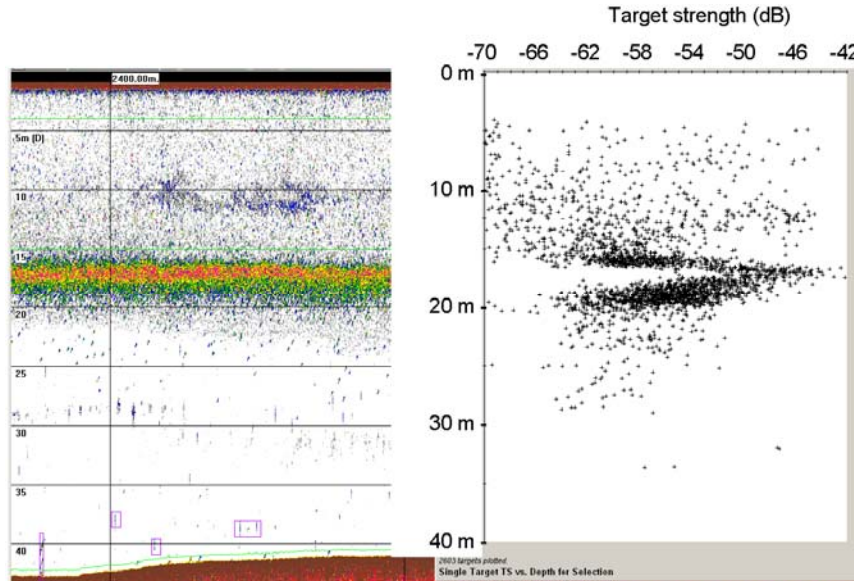 Target strength (dB)
-70 -66 -62 -58 -54 -50 -46 -42
2400.00m.
0 m
5m [D]
10
10 m
15
20
20 m
25
30
30 m
35
40
40 m
2603 targets plotted
Single Target TS vs. Depth for Selection